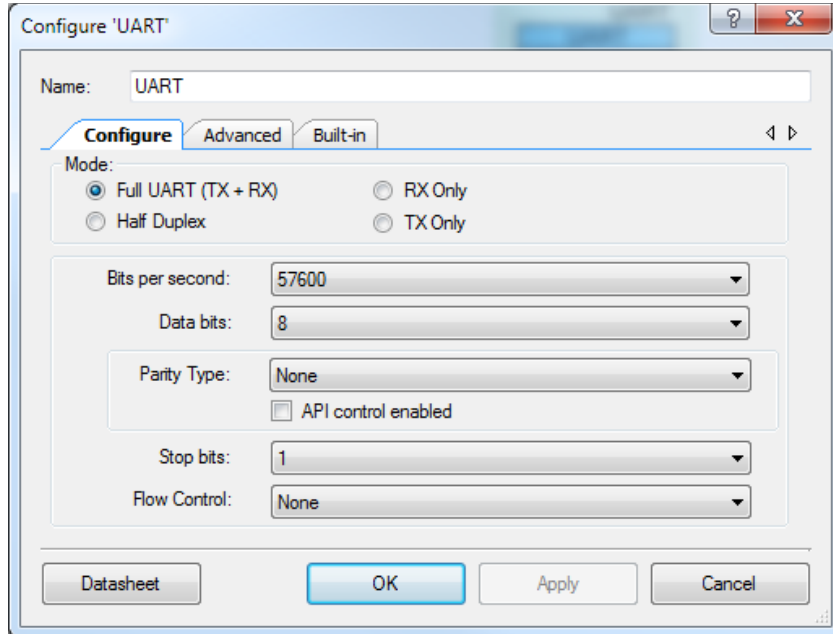 Configure 'UART'
Name: UART
Configure Advanced Built-in
Mode:
Full UART (TX + RX) RX Only
Half Duplex TX Only
Bits per second: 57600
Data bits: 8
Parity Type: None
API control enabled
Stop bits: 1
Flow Control: None
Datasheet OK Apply Cancel